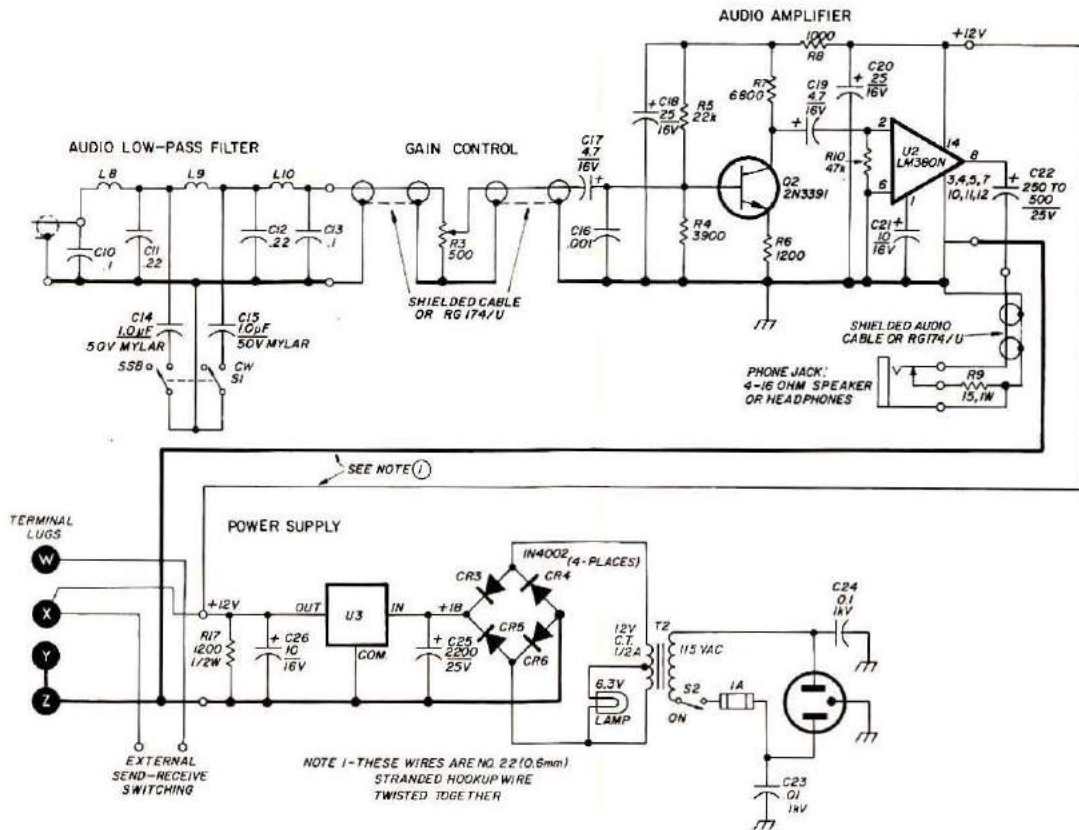 AUDIO AMPLIFIER
+12V
1000
R8
R7
6800
C19
4.7
16V
C20
25
16V
C18
25
16V
R5
22k
C17
4.7
16V
2
14
U2
LM380N
8
R10
47k
6
1
3,4,5,7
10,11,12
C22
250 TO
500
25V
Q2
2N3391
C21
10
16V
AUDIO LOW-PASS FILTER
GAIN CONTROL
L8
L9
L10
C10
.1
C11
.22
C12
.22
C13
.1
R3
500
C16
.001
R4
3900
R6
1200
SHIELDED CABLE
OR RG 174/U
C14
1.0µF
50V MYLAR
C15
1.0µF
50V MYLAR
SSB
CW
S1
SHIELDED AUDIO
CABLE OR RG174/U
PHONE JACK:
4-16 OHM SPEAKER
OR HEADPHONES
R9
15,1W
SEE NOTE 1
TERMINAL
LUGS
POWER SUPPLY
W
X
Y
Z
+12V
OUT
U3
IN
COM.
+18
1N4002
(4-PLACES)
CR3
CR4
CR5
CR6
R17
1200
1/2W
C26
10
16V
C25
2200
25V
12V
C.T.
1/2A
T2
115 VAC
6.3V
LAMP
S2
ON
1A
C24
0.1
1kV
C23
0.1
1kV
EXTERNAL
SEND-RECEIVE
SWITCHING
NOTE 1-THESE WIRES ARE NO. 22 (0.6mm)
STRANDED HOOKUP WIRE
TWISTED TOGETHER